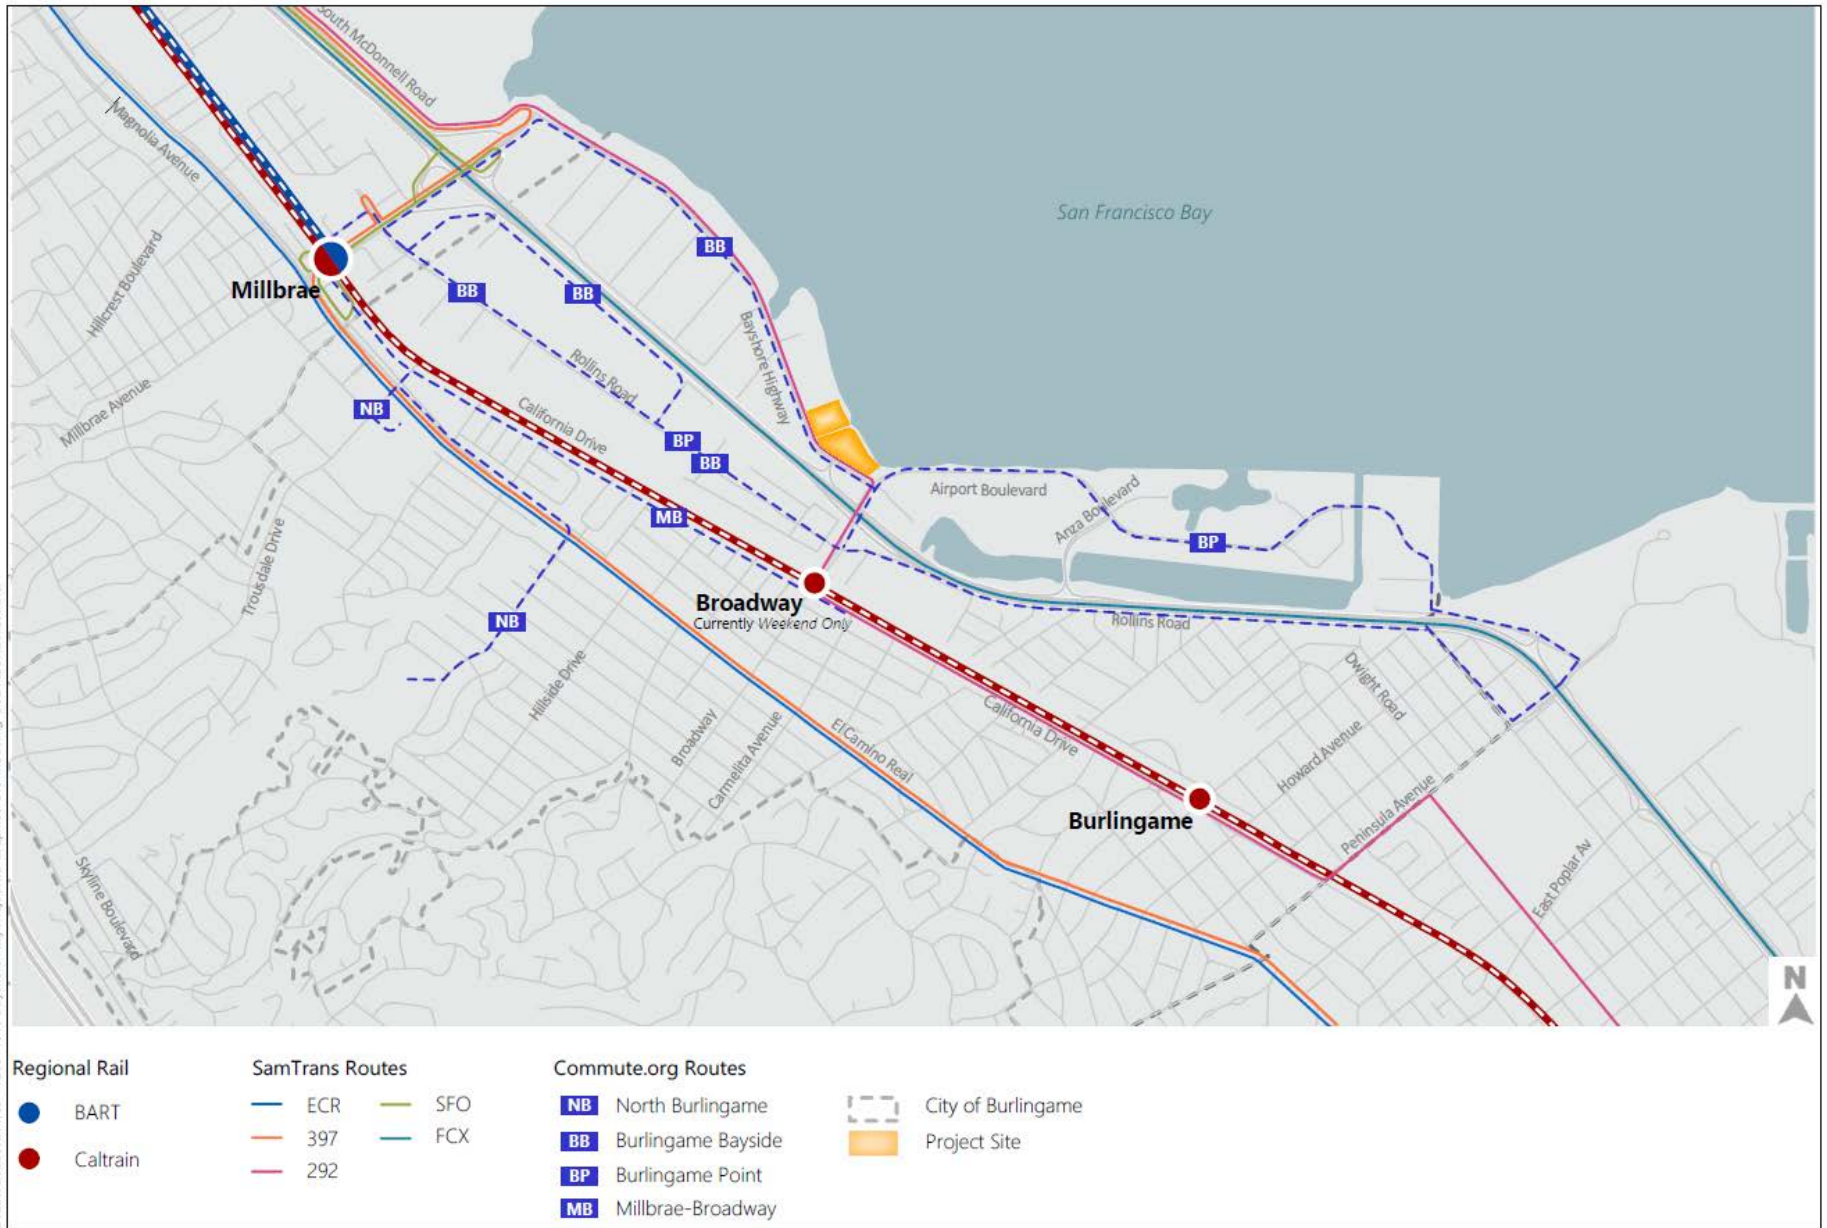 South McDonnell Road
Magnolia Avenue
San Francisco Bay
BB
Hillcrest Boulevard
Millbrae
BB
BB
Bayshore Highway
Rollins Road
Millbrae Avenue
NB
California Drive
BP
BB
Airport Boulevard
Anza Boulevard
MB
BP
Trousdale Drive
Broadway
Currently Weekend Only
NB
Rollins Road
Hillside Drive
Dwight Road
Broadway
Carmelita Avenue
El Camino Real
California Drive
Howard Avenue
Burlingame
Peninsula Avenue
East Poplar Av
Skyline Boulevard
N
Regional Rail
BART
Caltrain
SamTrans Routes
ECR
397
292
SFO
FCX
Commute.org Routes
NB North Burlingame
BB Burlingame Bayside
BP Burlingame Point
MB Millbrae-Broadway
City of Burlingame
Project Site